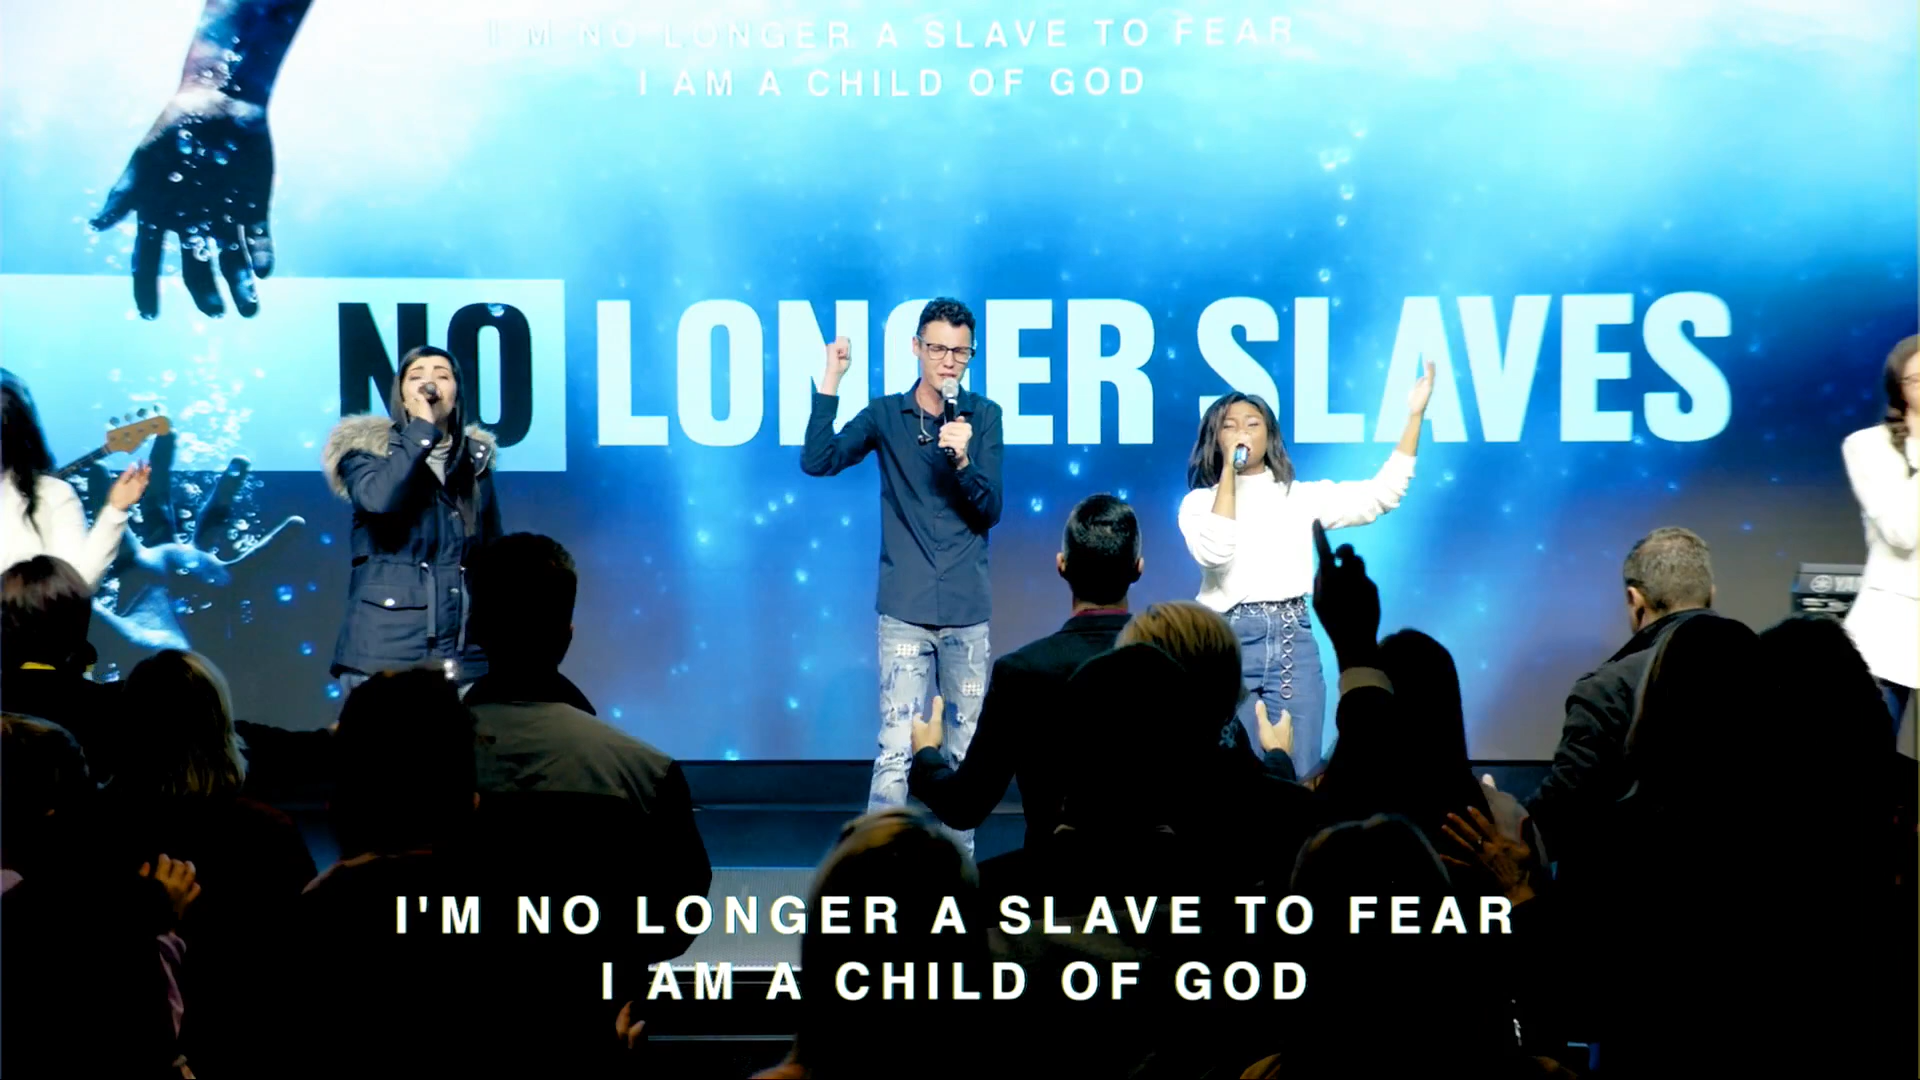 I'M NO LONGER A SLAVE TO FEAR
I AM A CHILD OF GOD
NO LONGER SLAVES
I'M NO LONGER A SLAVE TO FEAR
I AM A CHILD OF GOD